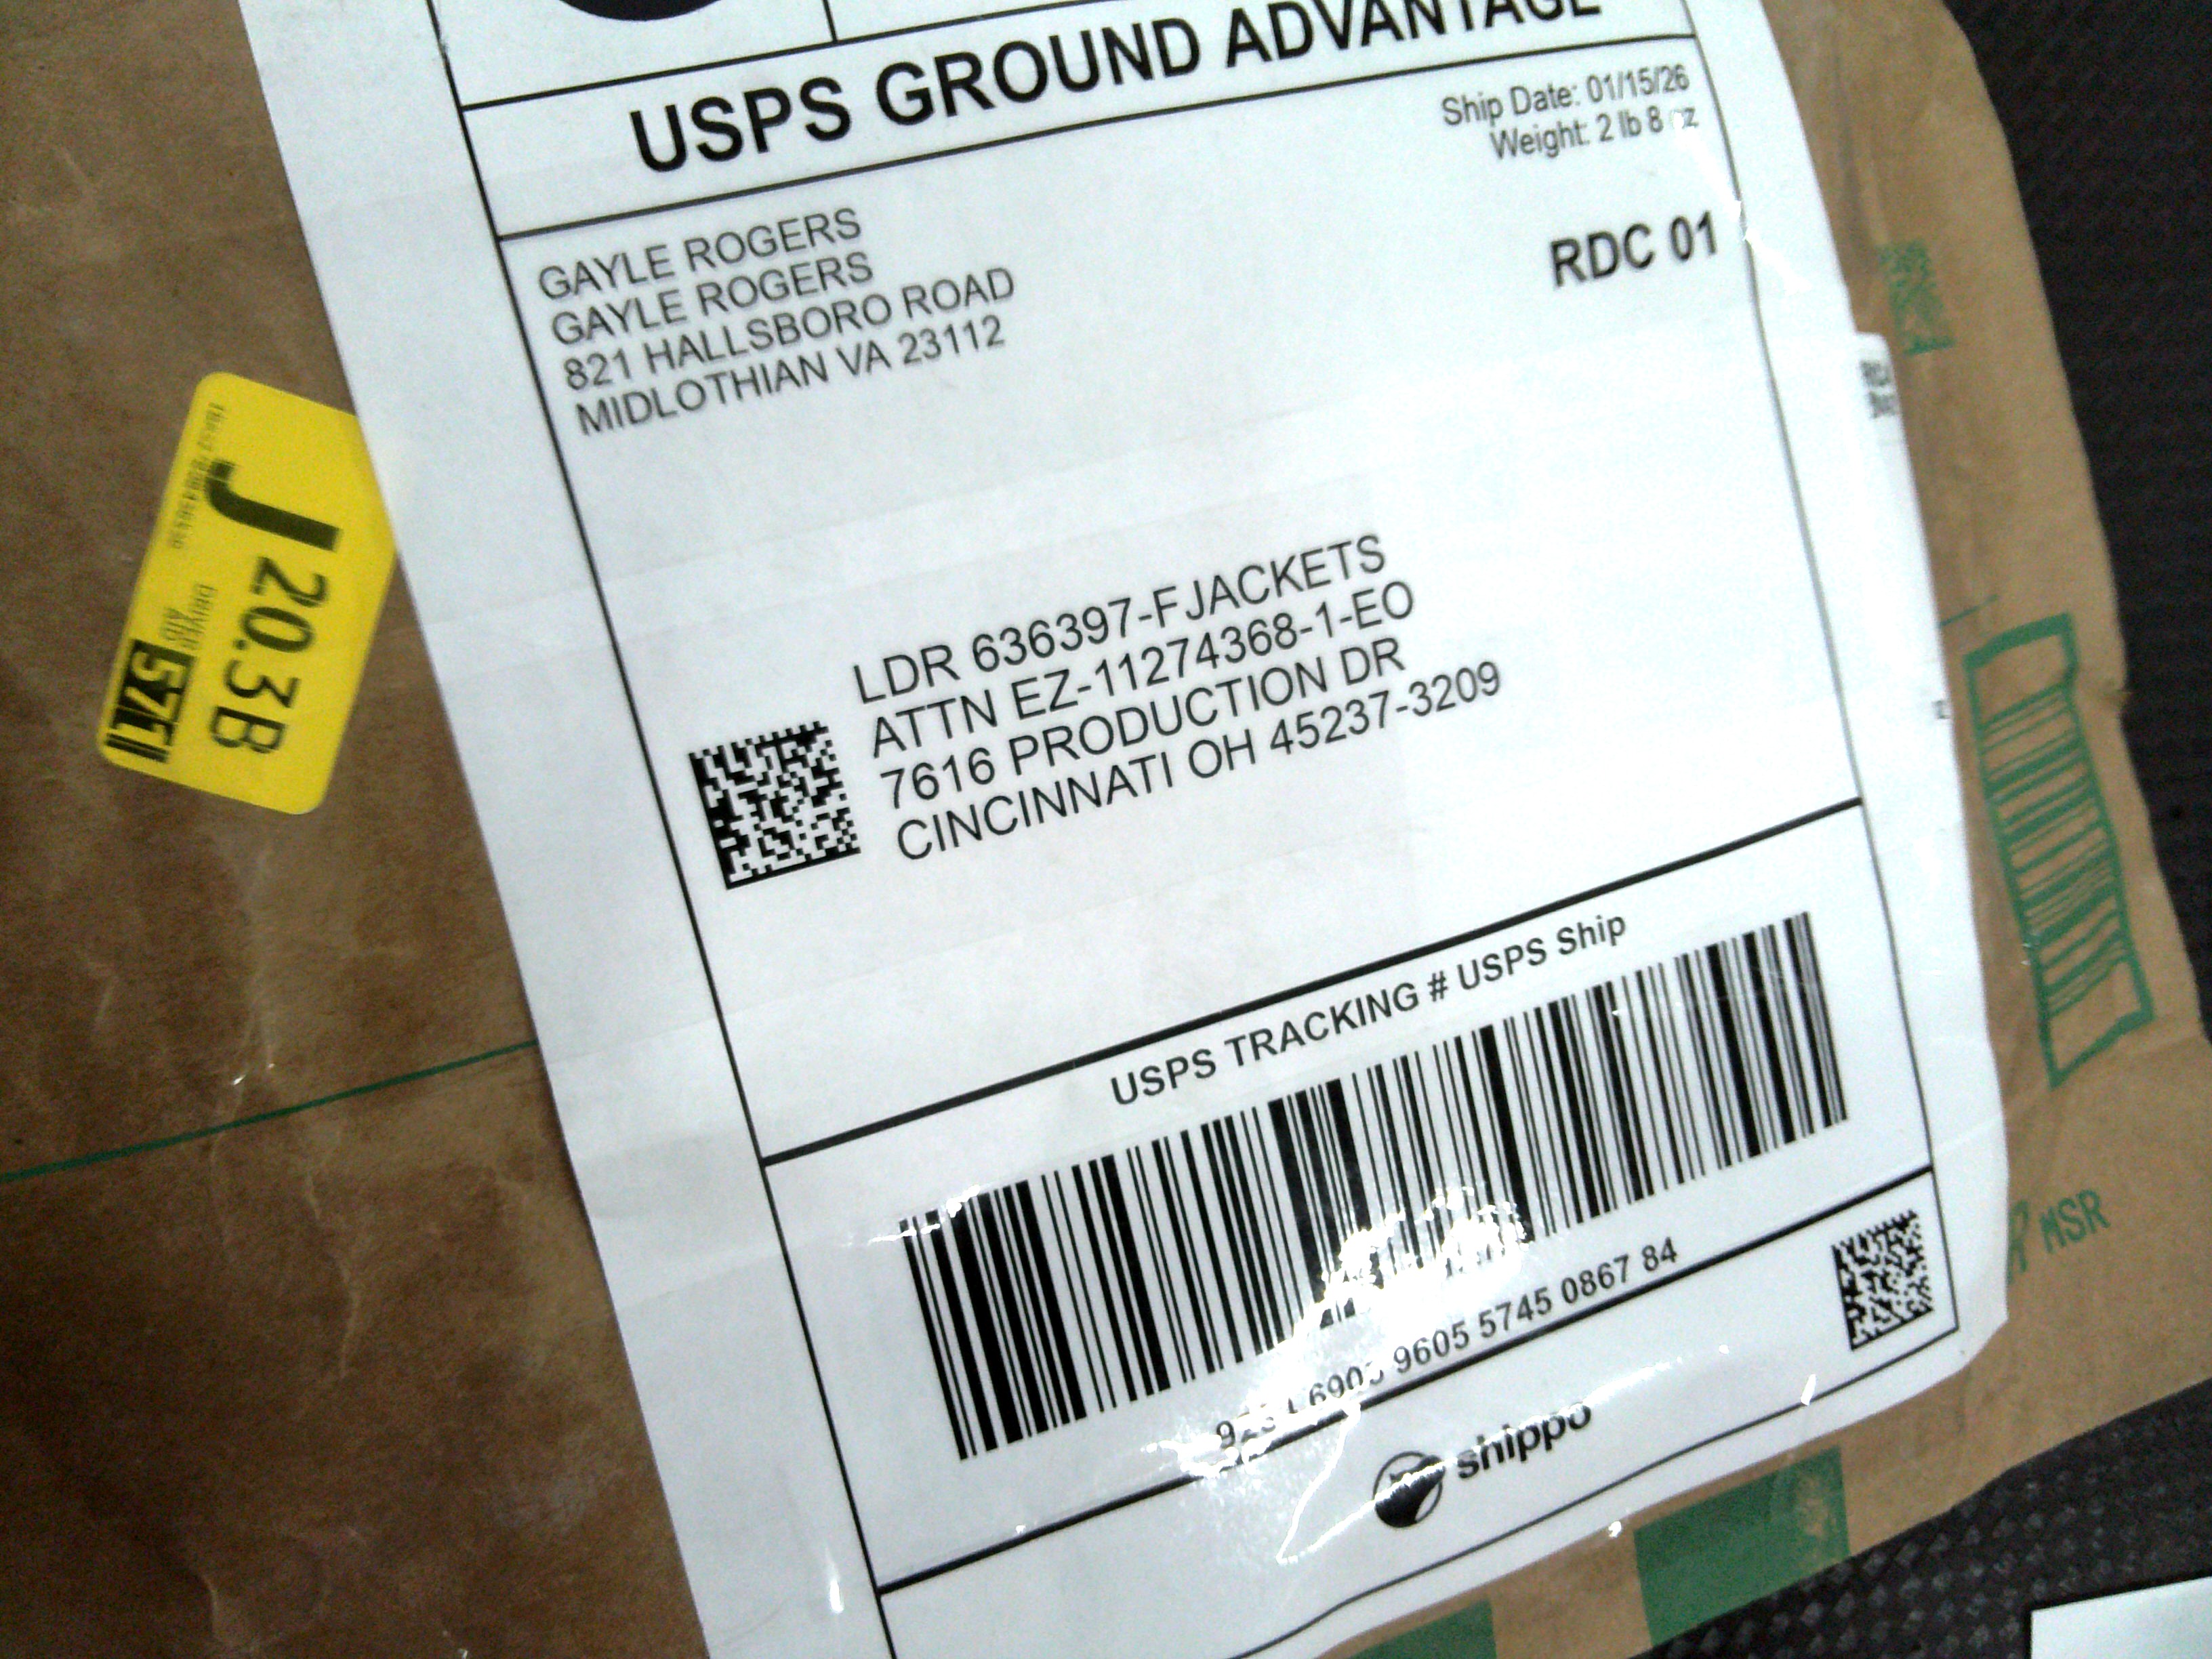 USPS GROUND ADVANTAGE
Ship Date: 01/15/26
Weight: 2 lb 8 oz
RDC 01
GAYLE ROGERS
GAYLE ROGERS
821 HALLSBORO ROAD
MIDLOTHIAN VA 23112
LDR 636397-FJACKETS
ATTN EZ-11274368-1-EO
7616 PRODUCTION DR
CINCINNATI OH 45237-3209
USPS TRACKING # USPS Ship
9605 5745 0867 84
shippo
J 20.3B
DRIVER
AID
MSR